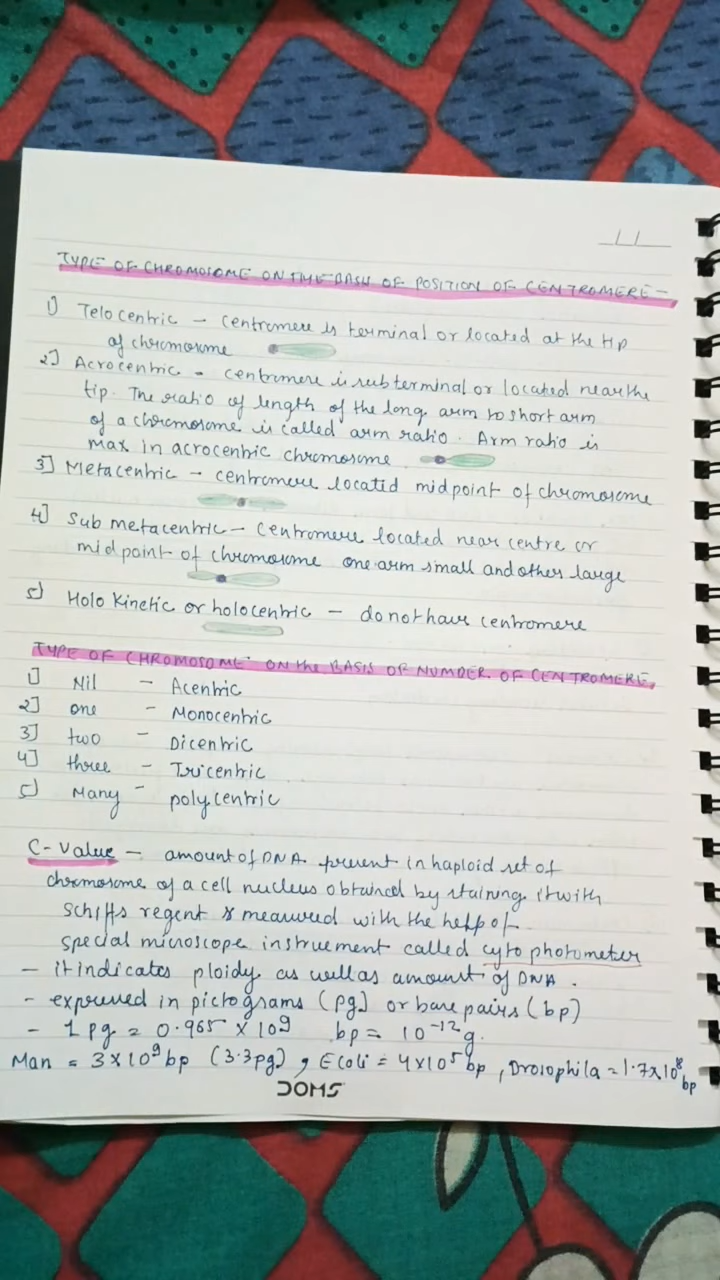 TYPE OF CHROMOSOME ON THE BASIS OF POSITION OF CENTROMERE -
1) Telocentric - centromere is terminal or located at the tip
of chromosome
2] Acrocentric - centromere is subterminal or located near the
tip. The ratio of length of the long arm to short arm
of a chromosome is called arm ratio. Arm ratio is
max in acrocentric chromosome
3] Metacentric - centromere located midpoint of chromosome
4] Sub metacentric - centromere located near centre or
midpoint of chromosome one arm small and other large
5) Holo Kinetic or holocentric - do not have centromere
TYPE OF CHROMOSOME ON the BASIS OF NUMBER OF CENTROMERE,
1] Nil - Acentric
2] one - Monocentric
3] two - Dicentric
4] three - Tricentric
5] Many - polycentric
C-Value - amount of DNA present in haploid set of
chromosome of a cell nucleus obtained by staining it with
schiffs regent & measured with the help of
special microscope instruement called cyto photometer
- it indicates ploidy as well as amount of DNA.
- expressed in pictograms (pg) or bare pairs (bp)
- 1 pg = 0.965 x 10⁹ bp = 10⁻¹² g.
Man = 3x10⁹ bp (3.3pg), E coli = 4x10⁵ bp, Drosophila = 1.7x10⁸ bp
DOMS